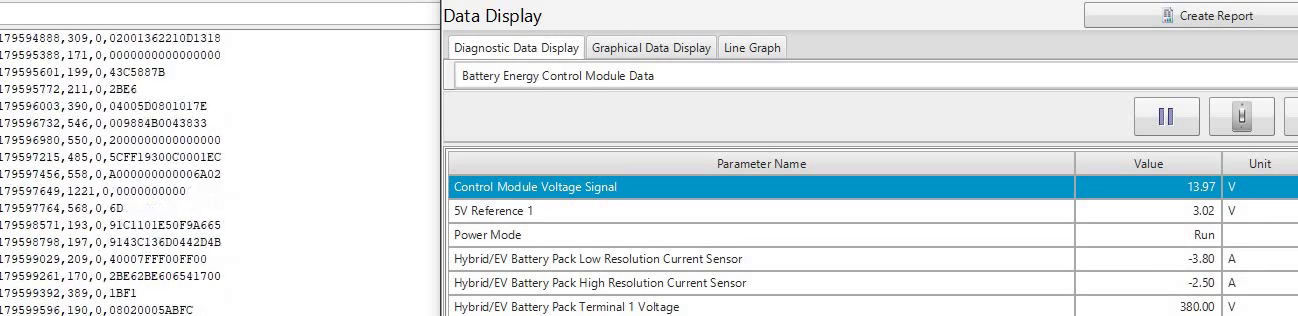 179594888,309,0,02001362210D1318
179595388,171,0,0000000000000000
179595601,199,0,43C5887B
179595772,211,0,2BE6
179596003,390,0,04005D0801017E
179596732,546,0,009884B0043833
179596980,550,0,2000000000000000
179597215,485,0,5CFF19300C0001EC
179597456,558,0,A000000000006A02
179597649,1221,0,0000000000
179597764,568,0,6D
179598571,193,0,91C1101E50F9A665
179598798,197,0,9143C136D0442D4B
179599029,209,0,40007FFF00FF00
179599261,170,0,2BE62BE606541700
179599392,389,0,1BF1
179599596,190,0,08020005ABFC
Data Display
Create Report
Diagnostic Data Display Graphical Data Display Line Graph
Battery Energy Control Module Data
Parameter Name Value Unit
Control Module Voltage Signal 13.97 V
5V Reference 1 3.02 V
Power Mode Run
Hybrid/EV Battery Pack Low Resolution Current Sensor -3.80 A
Hybrid/EV Battery Pack High Resolution Current Sensor -2.50 A
Hybrid/EV Battery Pack Terminal 1 Voltage 380.00 V